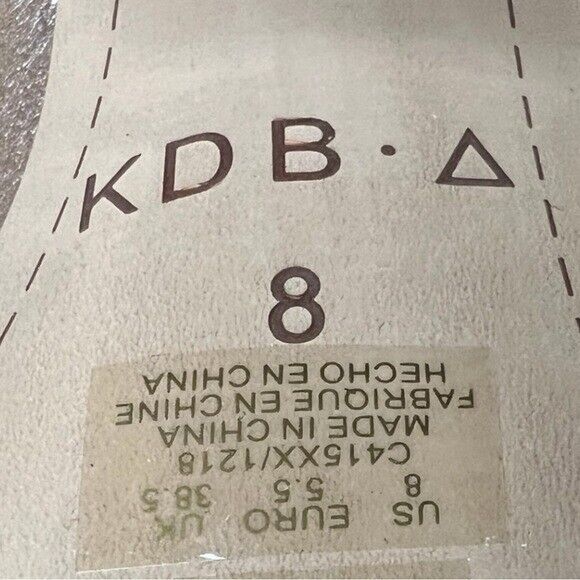 KDB · Δ
8
US EURO UK
8 5.5 38.5
C415XX/1218
MADE IN CHINA
FABRIQUE EN CHINE
HECHO EN CHINA